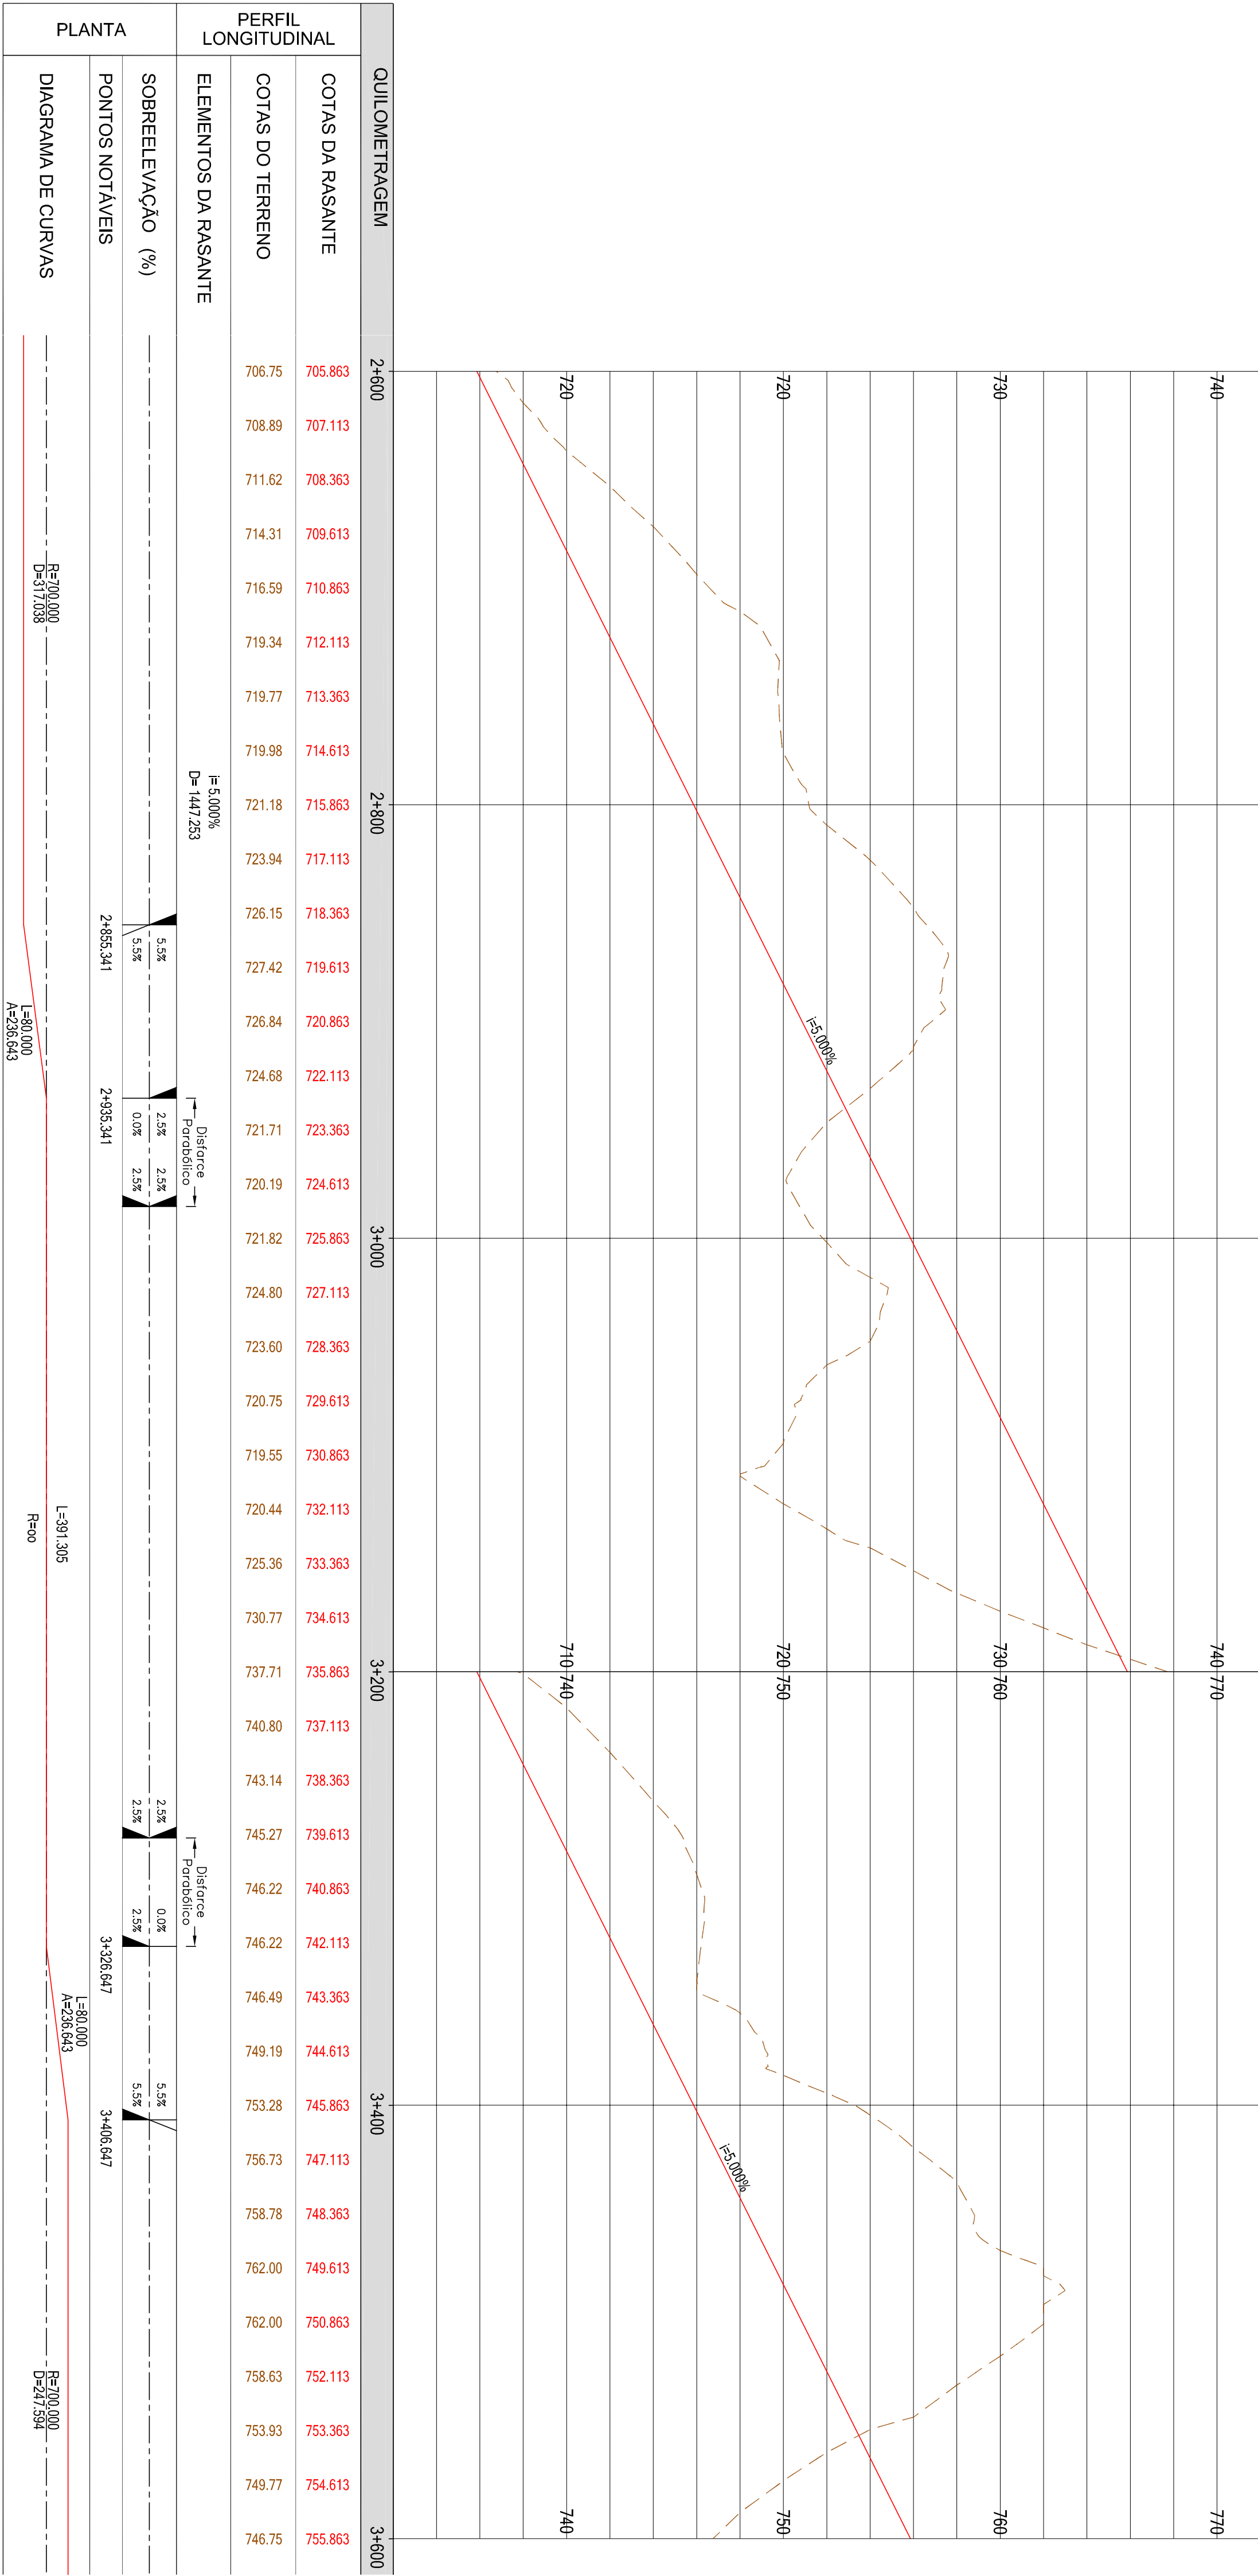 720
720
730
740
710 740
720 750
730 760
740 770
740
750
760
770
i=5.000%
i=5.000%
QUILOMETRAGEM
2+600
2+800
3+000
3+200
3+400
3+600
PERFIL
LONGITUDINAL
COTAS DA RASANTE
705.863 707.113 708.363 709.613 710.863 712.113 713.363 714.613 715.863 717.113 718.363 719.613 720.863 722.113 723.363 724.613 725.863 727.113 728.363 729.613 730.863 732.113 733.363 734.613 735.863 737.113 738.363 739.613 740.863 742.113 743.363 744.613 745.863 747.113 748.363 749.613 750.863 752.113 753.363 754.613 755.863
COTAS DO TERRENO
706.75 708.89 711.62 714.31 716.59 719.34 719.77 719.98 721.18 723.94 726.15 727.42 726.84 724.68 721.71 720.19 721.82 724.80 723.60 720.75 719.55 720.44 725.36 730.77 737.71 740.80 743.14 745.27 746.22 746.22 746.49 749.19 753.28 756.73 758.78 762.00 762.00 758.63 753.93 749.77 746.75
ELEMENTOS DA RASANTE
i= 5.000%
D= 1447.253
Disfarce
Parabólico
Disfarce
Parabólico
PLANTA
SOBREELEVAÇÃO (%)
5.5% 2.5% 2.5% 2.5% 0.0% 5.5%
5.5% 0.0% 2.5% 2.5% 2.5% 5.5%
PONTOS NOTÁVEIS
2+855.341
2+935.341
3+326.647
3+406.647
DIAGRAMA DE CURVAS
R=700.000
D=317.038
L=80.000
A=236.643
L=391.305
R=oo
L=80.000
A=236.643
R=700.000
D=247.594